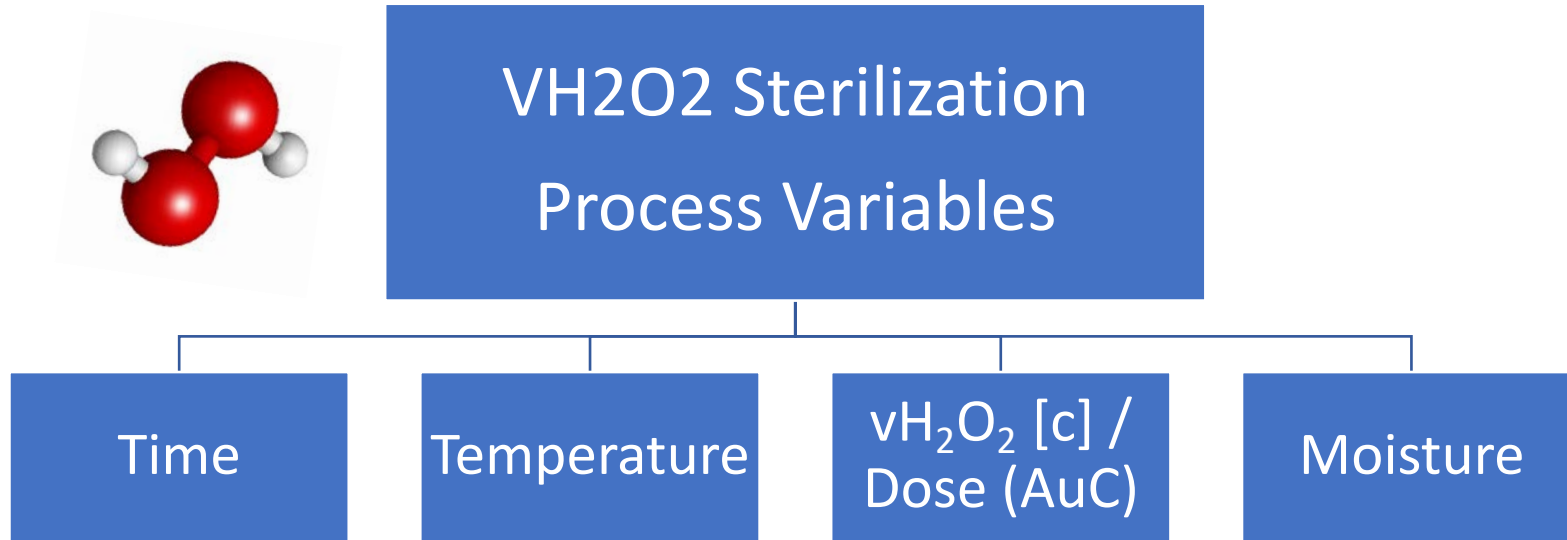 VH2O2 Sterilization
Process Variables
Time
Temperature
vH₂O₂ [c] /
Dose (AuC)
Moisture